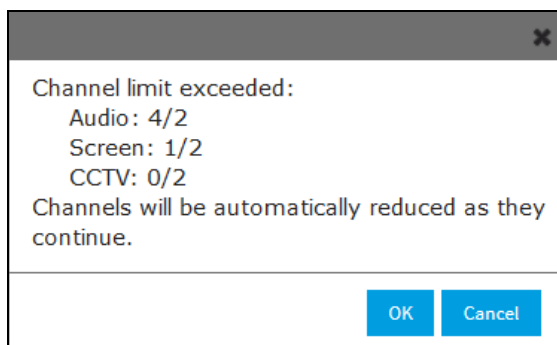 Channel limit exceeded:
Audio: 4/2
Screen: 1/2
CCTV: 0/2
Channels will be automatically reduced as they
continue.
OK Cancel